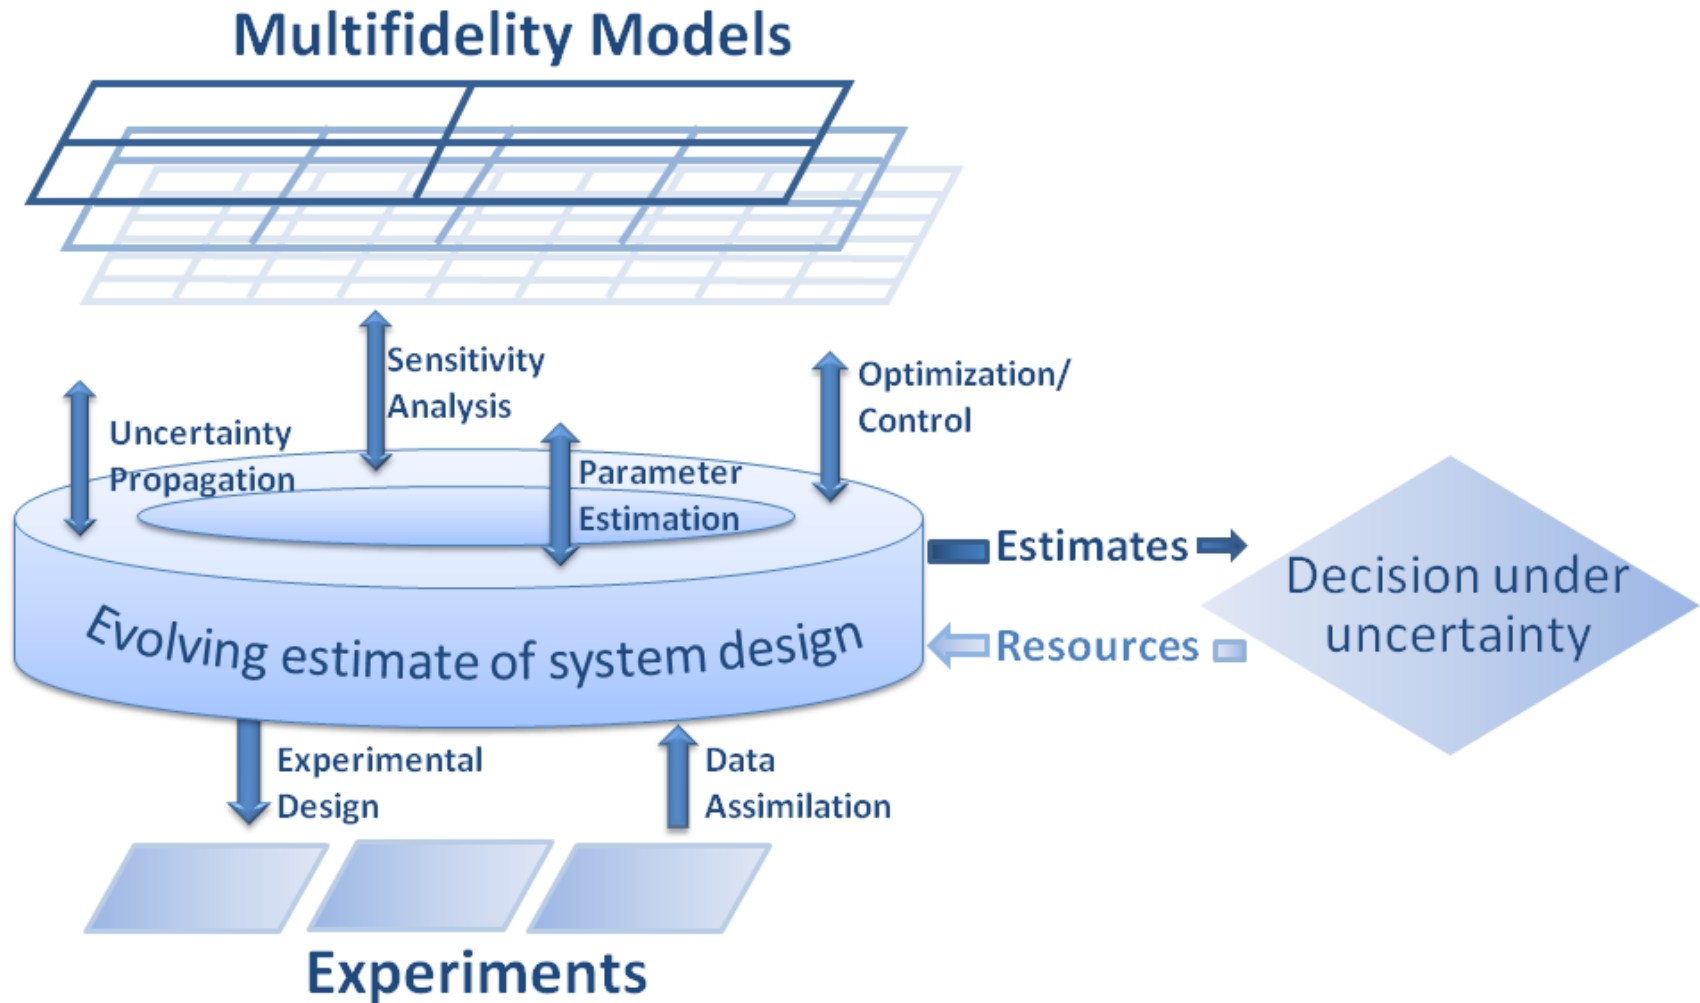 Multifidelity Models
Sensitivity
Analysis
Optimization/
Control
Uncertainty
Propagation
Parameter
Estimation
Estimates
Decision under
uncertainty
Resources
Evolving estimate of system design
Experimental
Design
Data
Assimilation
Experiments